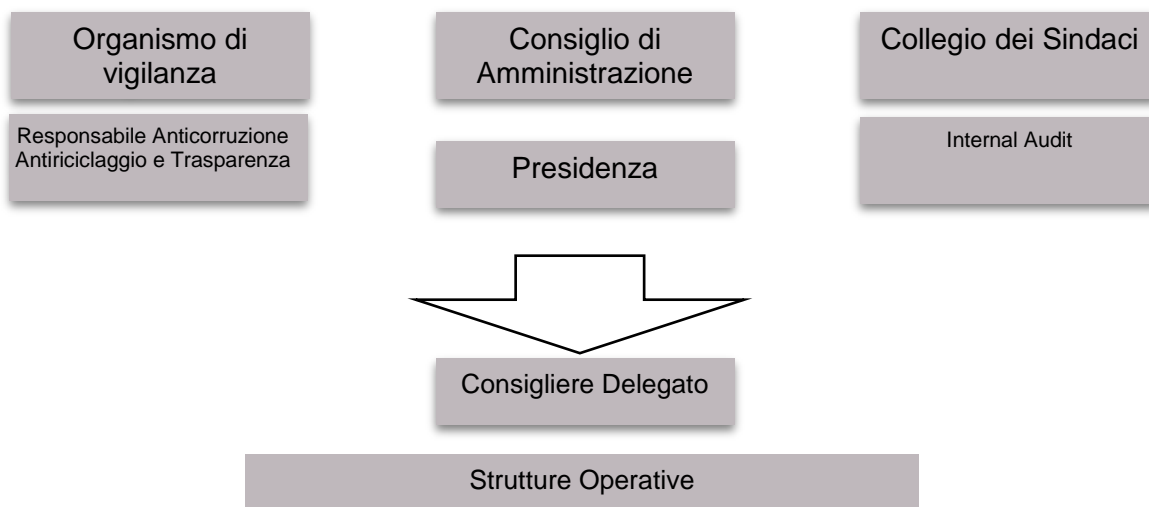 Organismo di
vigilanza
Consiglio di
Amministrazione
Collegio dei Sindaci
Responsabile Anticorruzione
Antiriciclaggio e Trasparenza
Presidenza
Internal Audit
Consigliere Delegato
Strutture Operative